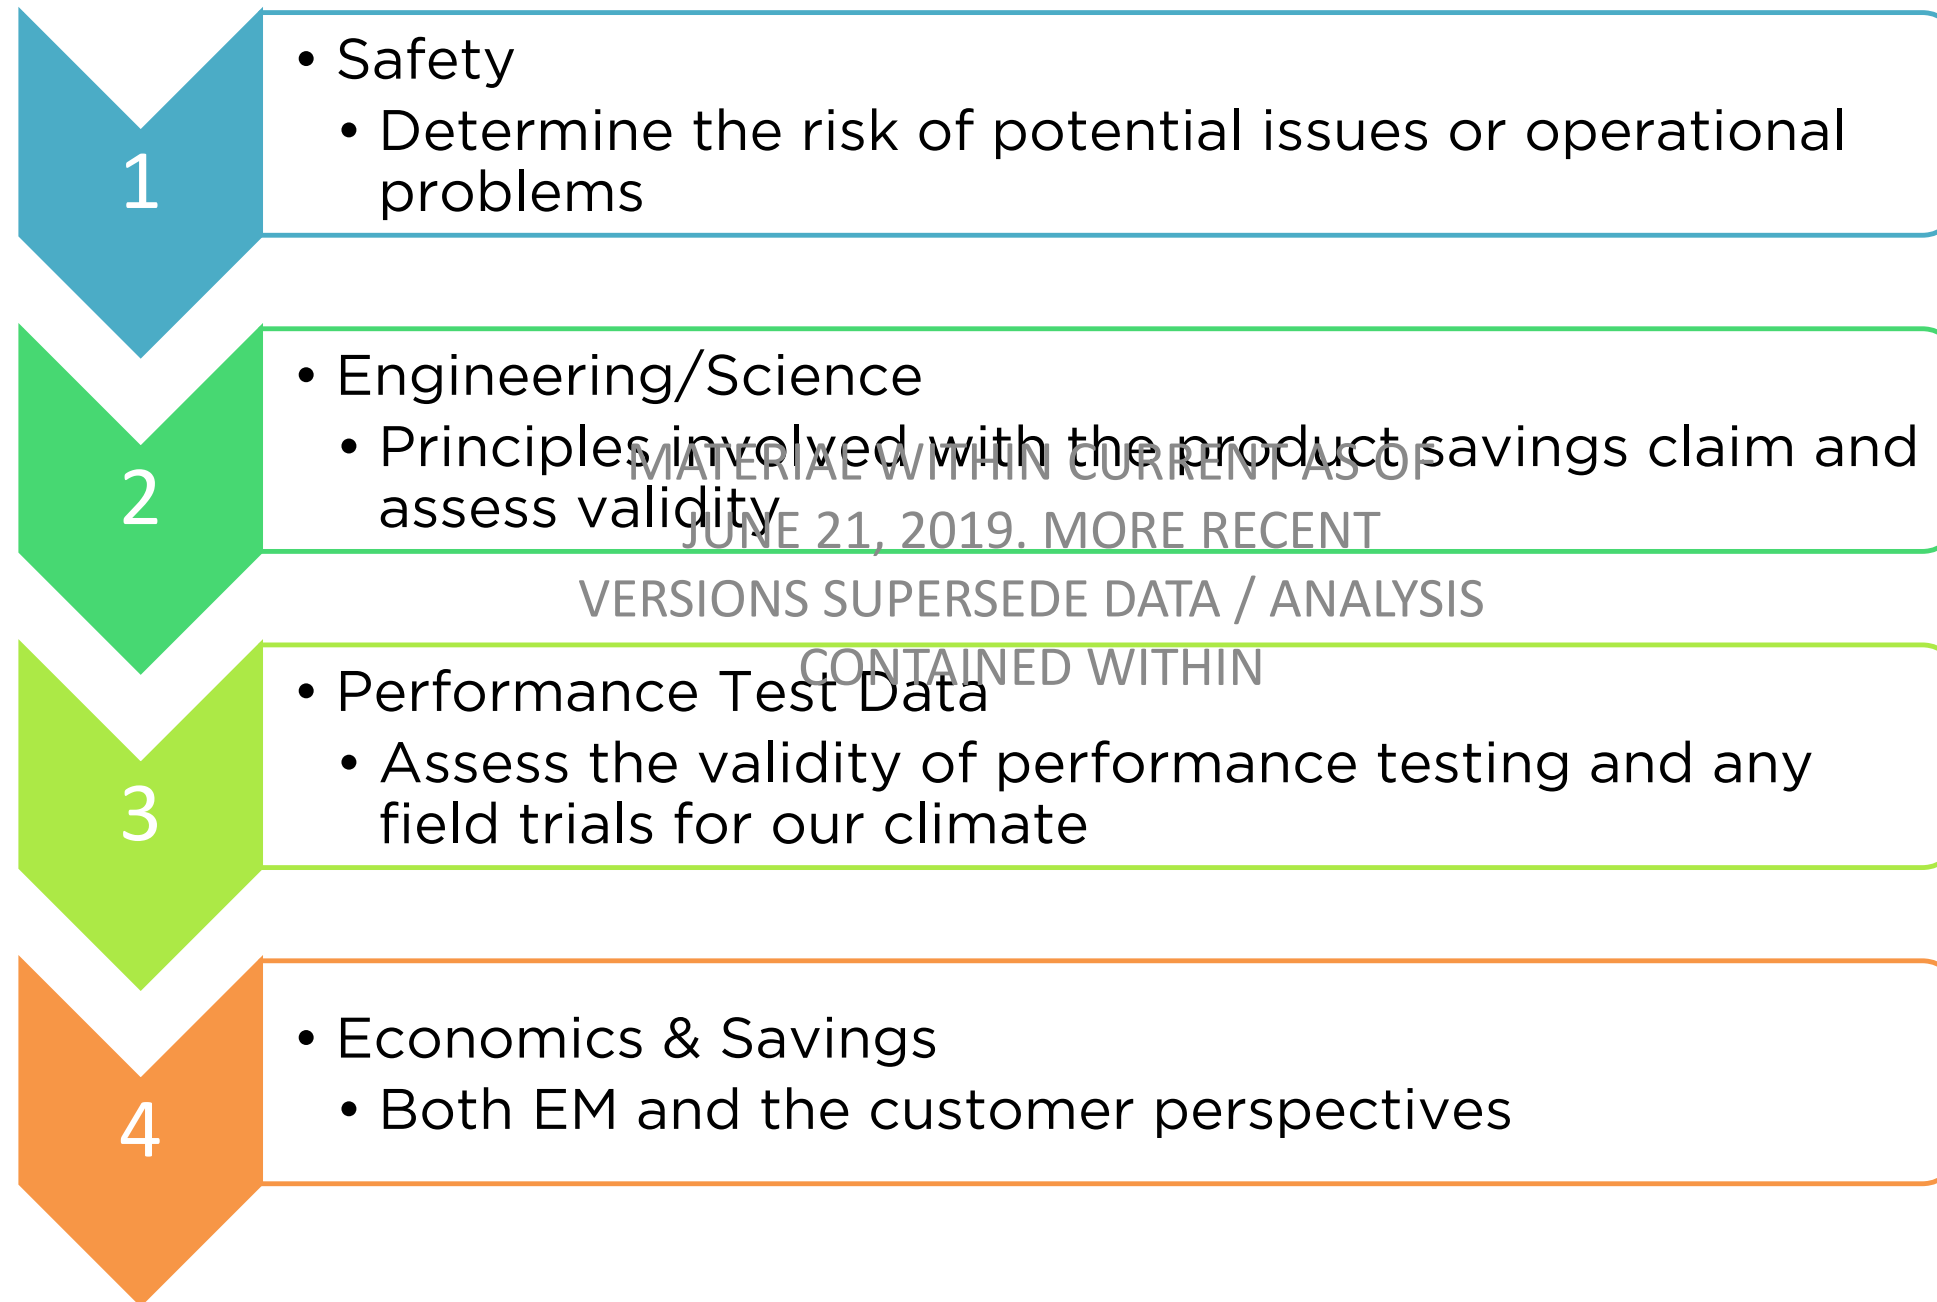 1
• Safety
• Determine the risk of potential issues or operational
problems
2
• Engineering/Science
• Principles involved with the product savings claim and
assess validity
MATERIAL WITHIN CURRENT AS OF
JUNE 21, 2019. MORE RECENT
VERSIONS SUPERSEDE DATA / ANALYSIS
CONTAINED WITHIN
3
• Performance Test Data
• Assess the validity of performance testing and any
field trials for our climate
4
• Economics & Savings
• Both EM and the customer perspectives